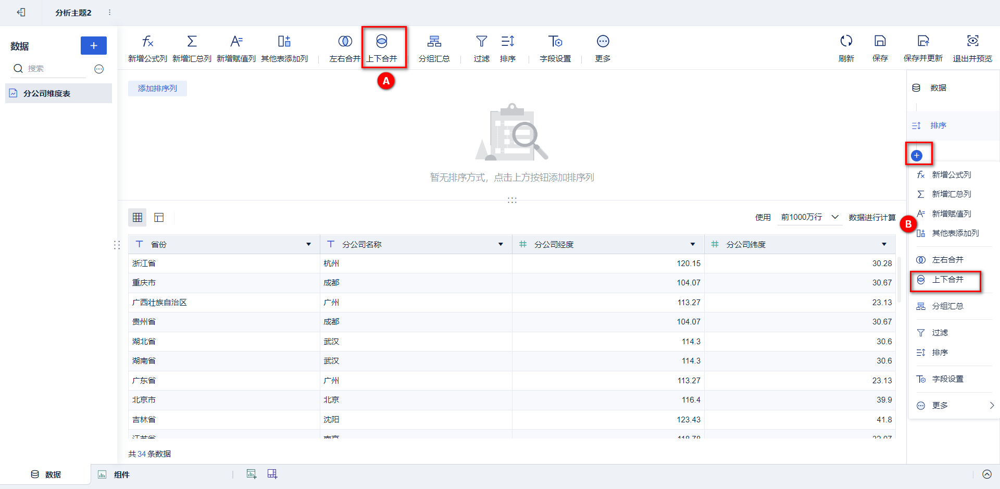 分析主题2
数据
+
搜索
分公司维度表
新增公式列
新增汇总列
新增赋值列
其他表添加列
左右合并
上下合并
分组汇总
过滤
排序
字段设置
更多
刷新
保存
保存并更新
退出并预览
A
添加排序列
暂无排序方式，点击上方按钮添加排序列
使用 前1000万行 数据进行计算
省份 分公司名称 分公司经度 分公司纬度
浙江省 杭州 120.15 30.28
重庆市 成都 104.07 30.67
广西壮族自治区 广州 113.27 23.13
贵州省 成都 104.07 30.67
湖北省 武汉 114.3 30.6
湖南省 武汉 114.3 30.6
广东省 广州 113.27 23.13
北京市 北京 116.4 39.9
吉林省 沈阳 123.43 41.8
共 34 条数据
数据
排序
新增公式列
新增汇总列
新增赋值列
B
其他表添加列
左右合并
上下合并
分组汇总
过滤
排序
字段设置
更多
数据
组件